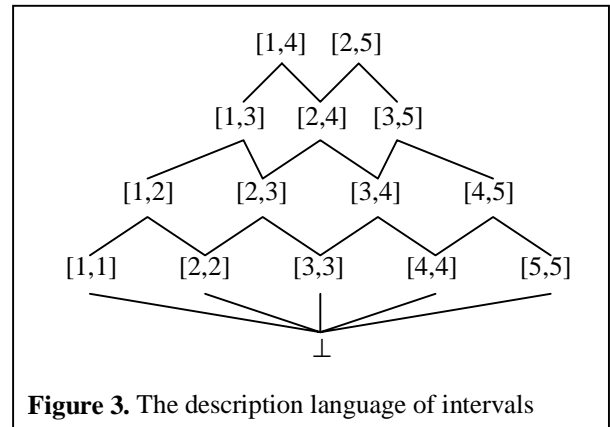 [1,4] [2,5]
[1,3] [2,4] [3,5]
[1,2] [2,3] [3,4] [4,5]
[1,1] [2,2] [3,3] [4,4] [5,5]
⊥
Figure 3. The description language of intervals